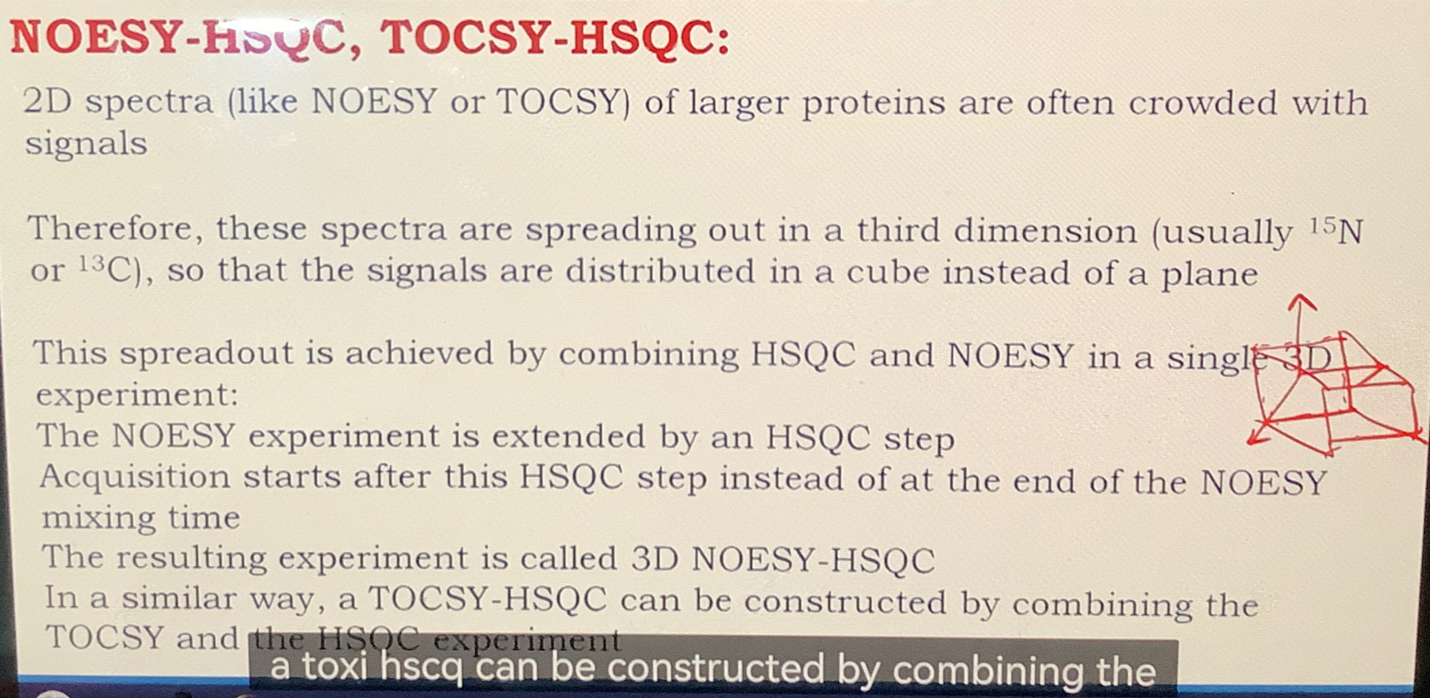 NOESY-HSQC, TOCSY-HSQC:
2D spectra (like NOESY or TOCSY) of larger proteins are often crowded with
signals
Therefore, these spectra are spreading out in a third dimension (usually ¹⁵N
or ¹³C), so that the signals are distributed in a cube instead of a plane
This spreadout is achieved by combining HSQC and NOESY in a single 3D
experiment:
The NOESY experiment is extended by an HSQC step
Acquisition starts after this HSQC step instead of at the end of the NOESY
mixing time
The resulting experiment is called 3D NOESY-HSQC
In a similar way, a TOCSY-HSQC can be constructed by combining the
TOCSY and the HSQC experiment
a toxi hscq can be constructed by combining the